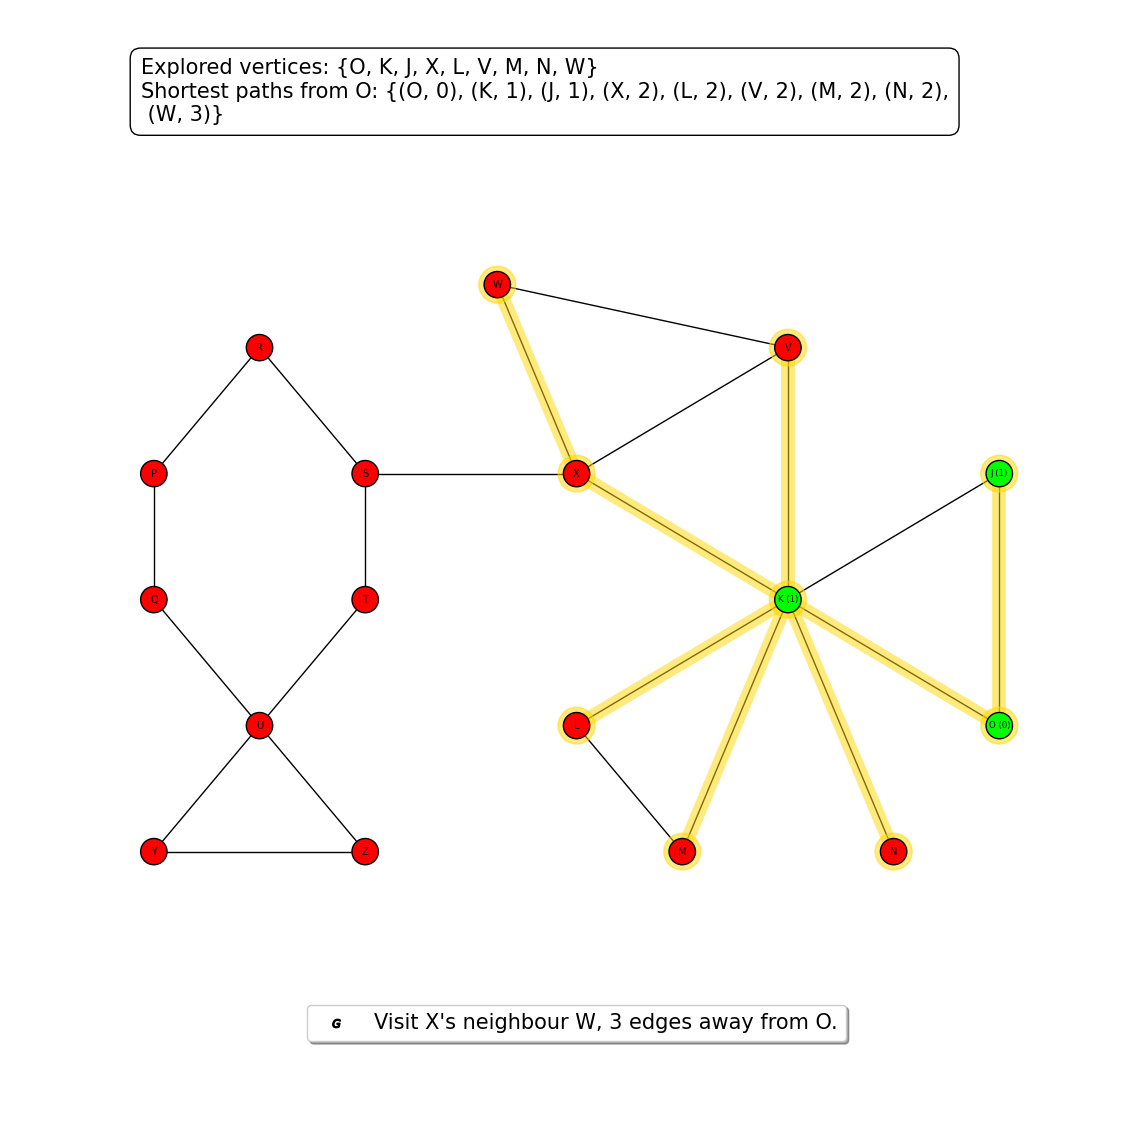 Explored vertices: {O, K, J, X, L, V, M, N, W}
Shortest paths from O: {(O, 0), (K, 1), (J, 1), (X, 2), (L, 2), (V, 2), (M, 2), (N, 2),
(W, 3)}
W
R
V
P
S
X
J (1)
Q
T
K (1)
U
L
O (0)
Y
Z
M
N
G Visit X's neighbour W, 3 edges away from O.